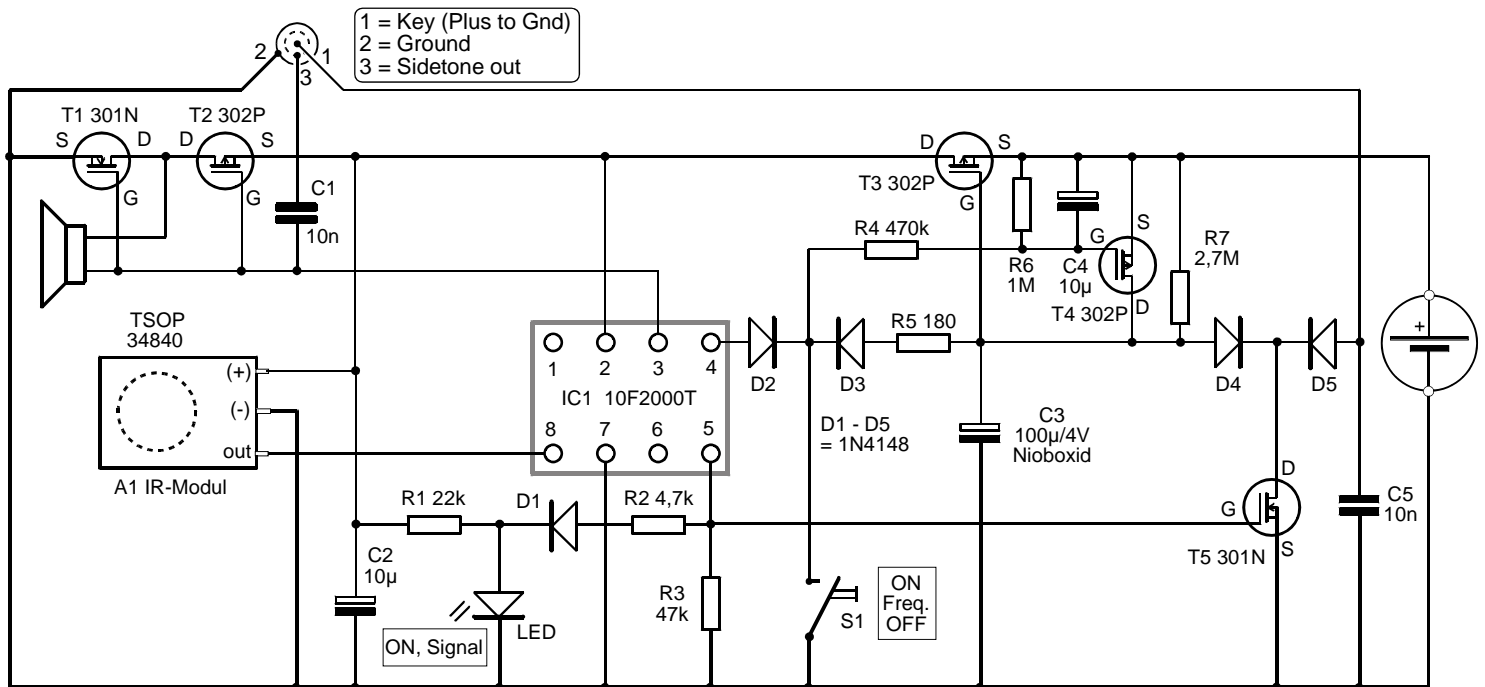 1 = Key (Plus to Gnd)
2 = Ground
3 = Sidetone out
2
1
3
T1 301N
T2 302P
S
D
D
S
G
G
C1
10n
D
S
T3 302P
G
R4 470k
R6
1M
C4
10µ
G
S
T4 302P
D
R7
2,7M
+
TSOP
34840
(+)
(-)
out
A1 IR-Modul
1
2
3
4
IC1 10F2000T
8
7
6
5
D2
D3
R5 180
D4
D5
D1 - D5
= 1N4148
C3
100µ/4V
Nioboxid
R1 22k
D1
R2 4,7k
G
D
S
T5 301N
C5
10n
C2
10µ
R3
47k
LED
ON, Signal
S1
ON
Freq.
OFF